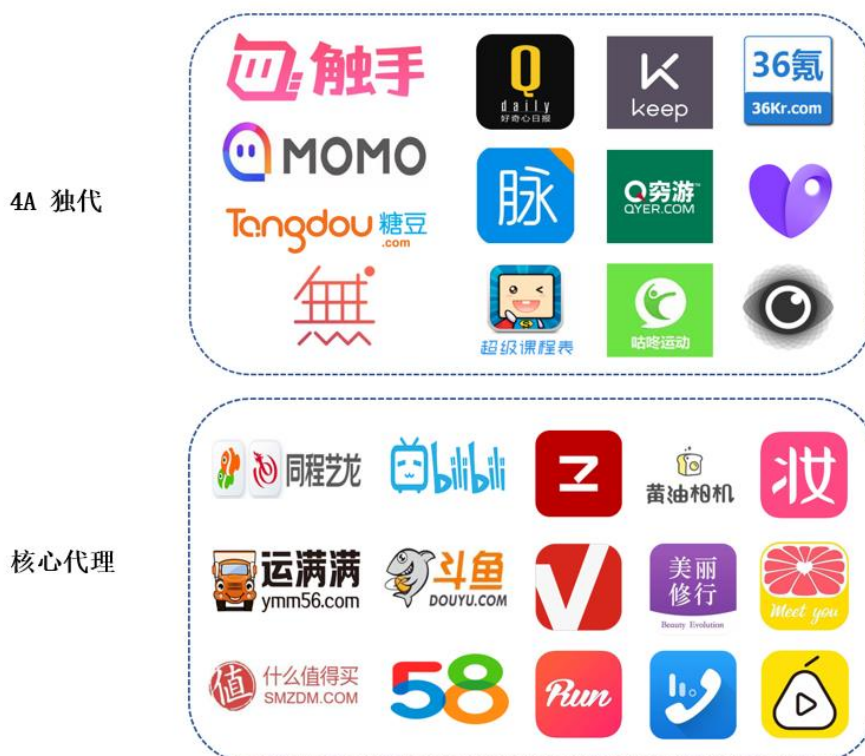 4A 独代
触手
Q
daily
好奇心日报
keep
36氪
36Kr.com
MOMO
脉
Q穷游™
QYER.COM
Tangdou 糖豆
.com
無
超级课程表
咕咚运动
核心代理
同程艺龙
bilibili
黄油相机
妆
运满满
ymm56.com
斗鱼
DOUYU.COM
V
美丽
修行
Beauty Evolution
Meet you
值
什么值得买
SMZDM.COM
58
Run